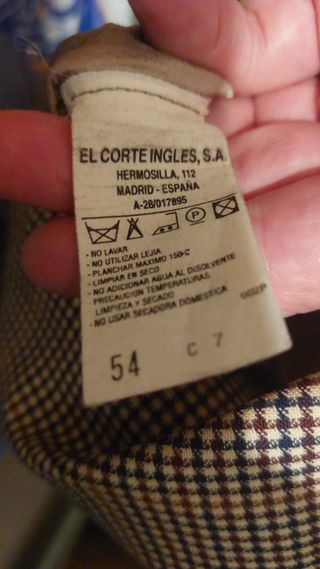 EL CORTE INGLES, S.A.
HERMOSILLA, 112
MADRID - ESPAÑA
A-28/017895
P
- NO LAVAR
- NO UTILIZAR LEJIA
- PLANCHAR MAXIMO 150·C
- LIMPIAR EN SECO
- NO ADICIONAR AGUA AL DISOLVENTE
PRECAUCION TEMPERATURAS
LIMPIEZA Y SECADO
- NO USAR SECADORA DOMESTICA
002P
54 C 7